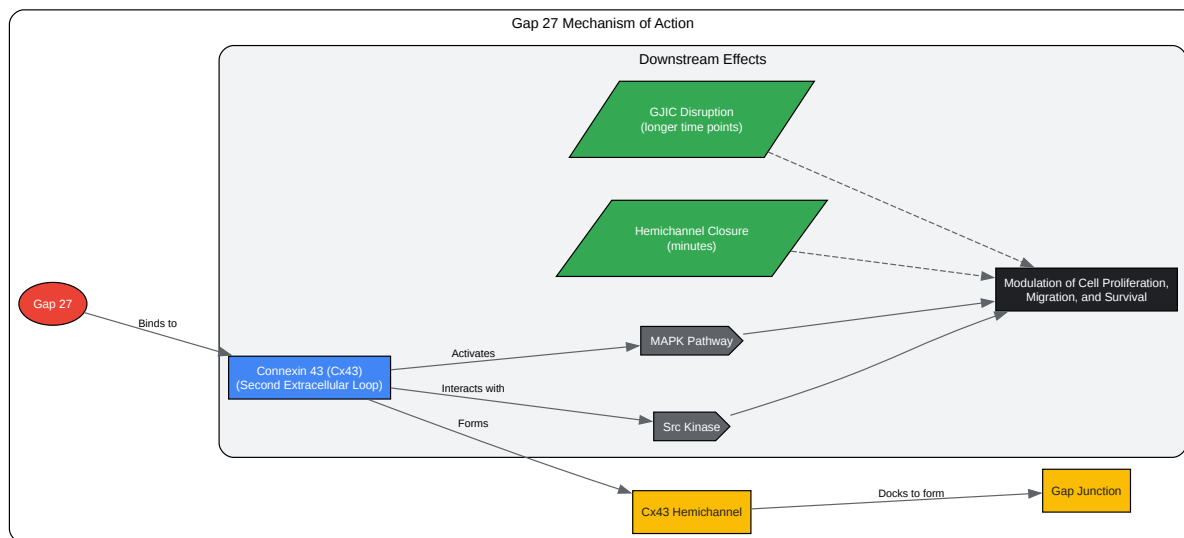 Gap 27 Mechanism of Action
Downstream Effects
GJIC Disruption
(longer time points)
Hemichannel Closure
(minutes)
Modulation of Cell Proliferation,
Migration, and Survival
Gap 27
Binds to
Connexin 43 (Cx43)
(Second Extracellular Loop)
Activates
MAPK Pathway
Interacts with
Src Kinase
Forms
Cx43 Hemichannel
Docks to form
Gap Junction